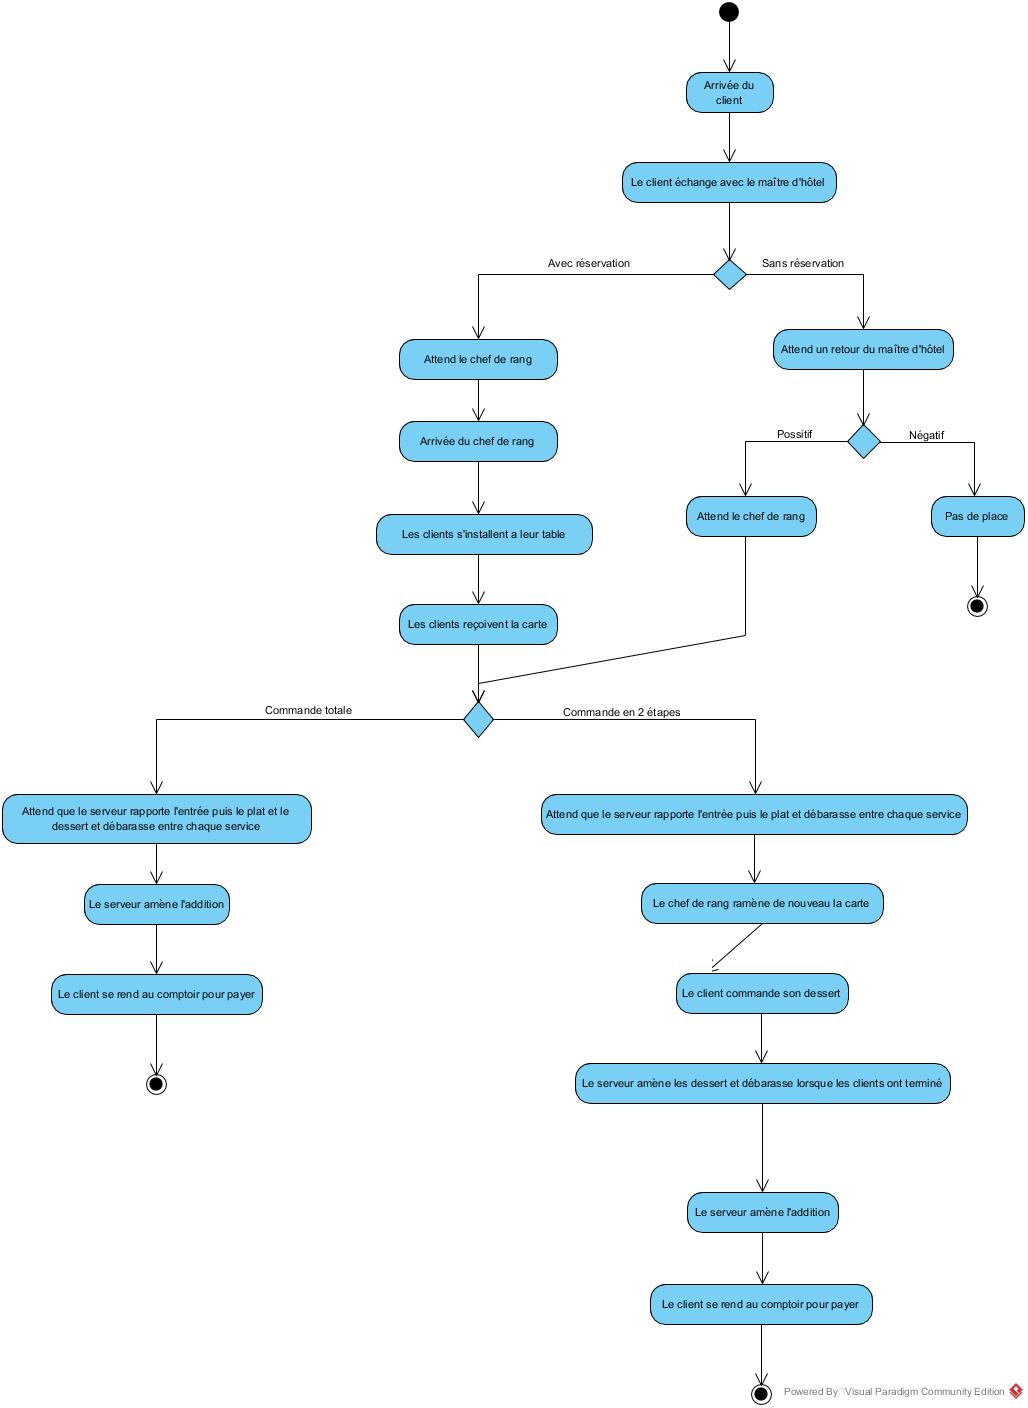 Arrivée du
client
Le client échange avec le maître d'hôtel
Avec réservation
Sans réservation
Attend le chef de rang
Attend un retour du maître d'hôtel
Arrivée du chef de rang
Possitif
Négatif
Attend le chef de rang
Pas de place
Les clients s'installent a leur table
Les clients reçoivent la carte
Commande totale
Commande en 2 étapes
Attend que le serveur rapporte l'entrée puis le plat et le
dessert et débarasse entre chaque service
Attend que le serveur rapporte l'entrée puis le plat et débarasse entre chaque service
Le serveur amène l'addition
Le chef de rang ramène de nouveau la carte
Le client se rend au comptoir pour payer
Le client commande son dessert
Le serveur amène les dessert et débarasse lorsque les clients ont terminé
Le serveur amène l'addition
Le client se rend au comptoir pour payer
Powered By Visual Paradigm Community Edition